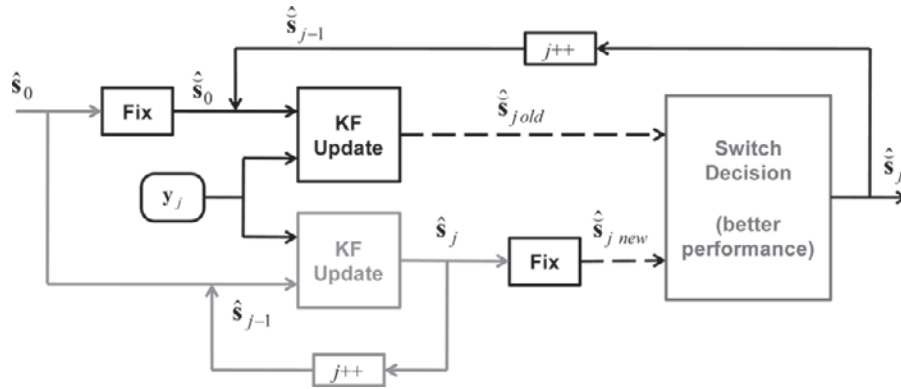 ŝ_{j−1}
j++
ŝ_0
Fix
ŝ̆_0
KF
Update
ŝ̆_{j old}
Switch
Decision
(better
performance)
ŝ̆_j
y_j
KF
Update
ŝ_j
Fix
ŝ̆_{j new}
ŝ_{j−1}
j++